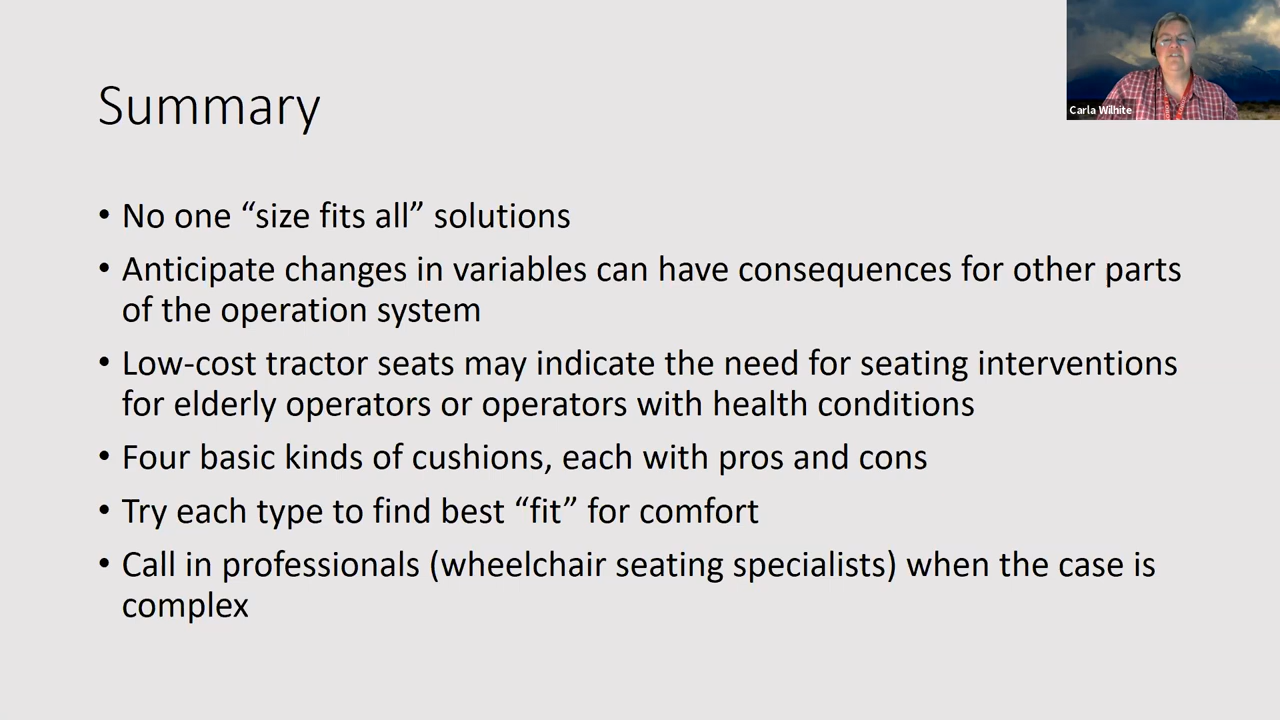 Carla Wilhite
Summary
• No one “size fits all” solutions
• Anticipate changes in variables can have consequences for other parts
of the operation system
• Low-cost tractor seats may indicate the need for seating interventions
for elderly operators or operators with health conditions
• Four basic kinds of cushions, each with pros and cons
• Try each type to find best “fit” for comfort
• Call in professionals (wheelchair seating specialists) when the case is
complex